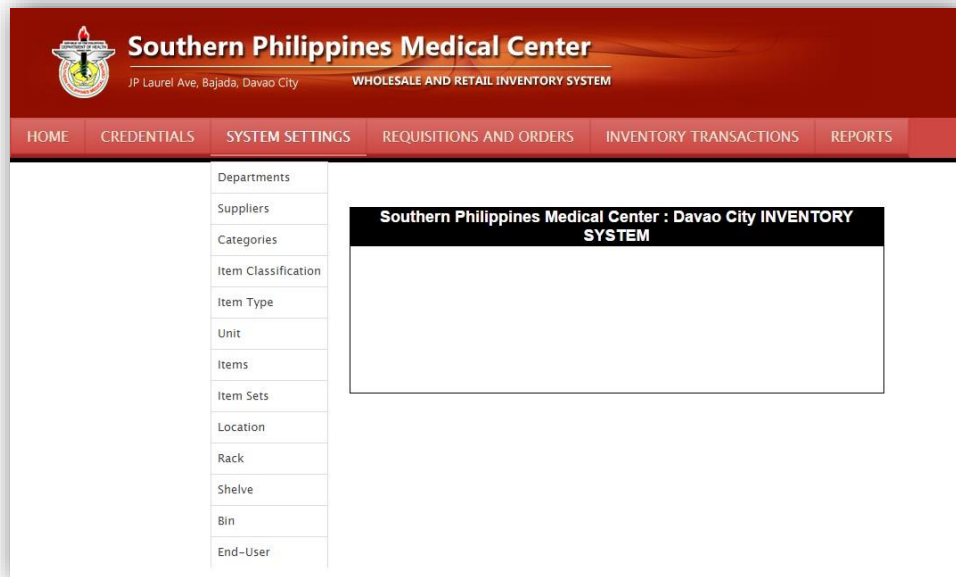 Southern Philippines Medical Center
JP Laurel Ave, Bajada, Davao City
WHOLESALE AND RETAIL INVENTORY SYSTEM
HOME
CREDENTIALS
SYSTEM SETTINGS
REQUISITIONS AND ORDERS
INVENTORY TRANSACTIONS
REPORTS
Departments
Suppliers
Categories
Item Classification
Item Type
Unit
Items
Item Sets
Location
Rack
Shelve
Bin
End-User
Southern Philippines Medical Center : Davao City INVENTORY
SYSTEM